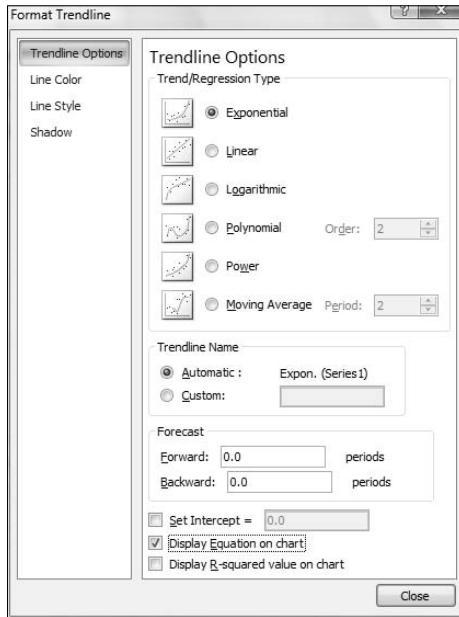 Format Trendline
Trendline Options
Line Color
Line Style
Shadow
Trendline Options
Trend/Regression Type
Exponential
Linear
Logarithmic
Polynomial Order: 2
Power
Moving Average Period: 2
Trendline Name
Automatic : Expon. (Series1)
Custom:
Forecast
Forward: 0.0 periods
Backward: 0.0 periods
Set Intercept = 0.0
Display Equation on chart
Display R-squared value on chart
Close